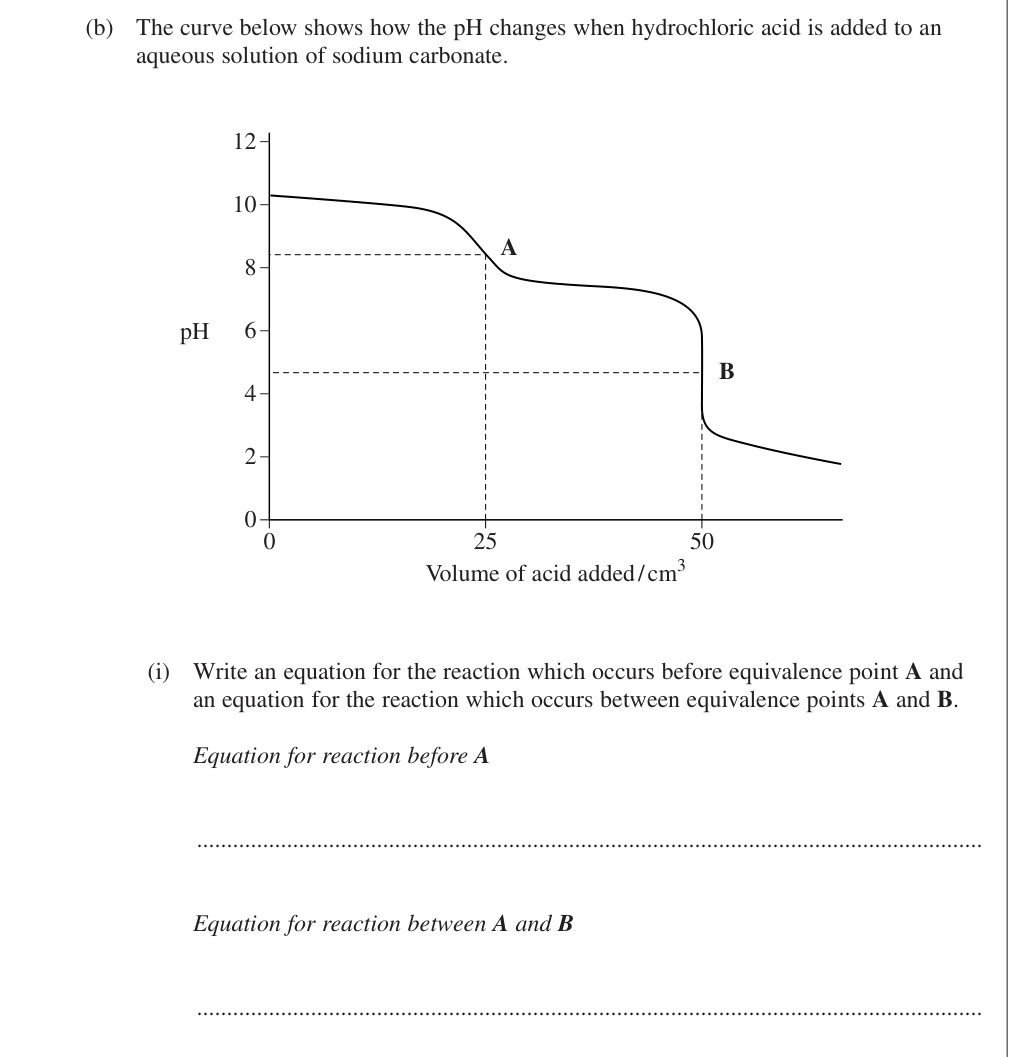 (b) The curve below shows how the pH changes when hydrochloric acid is added to an
aqueous solution of sodium carbonate.
12
10
A
8
pH
6
B
4
2
0
0
25
50
Volume of acid added/cm³
(i) Write an equation for the reaction which occurs before equivalence point A and
an equation for the reaction which occurs between equivalence points A and B.
Equation for reaction before A
..........
Equation for reaction between A and B
..........